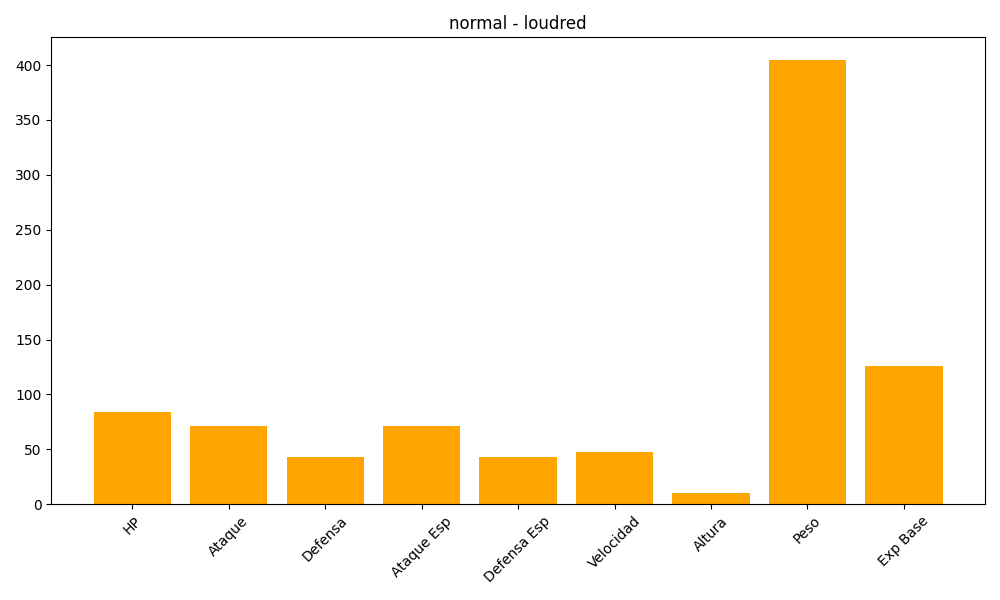 normal - loudred
400
350
300
250
200
150
100
50
0
HP
Ataque
Defensa
Ataque Esp
Defensa Esp
Velocidad
Altura
Peso
Exp Base